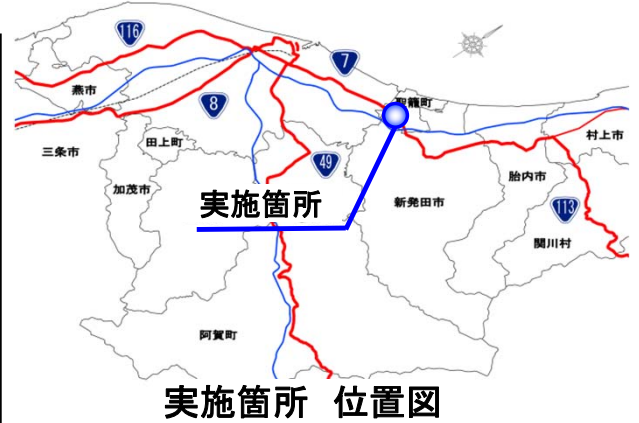 116
7
燕市
8
聖籠町
三条市
田上町
村上市
49
加茂市
胎内市
実施箇所
新発田市
113
関川村
阿賀町
実施箇所 位置図